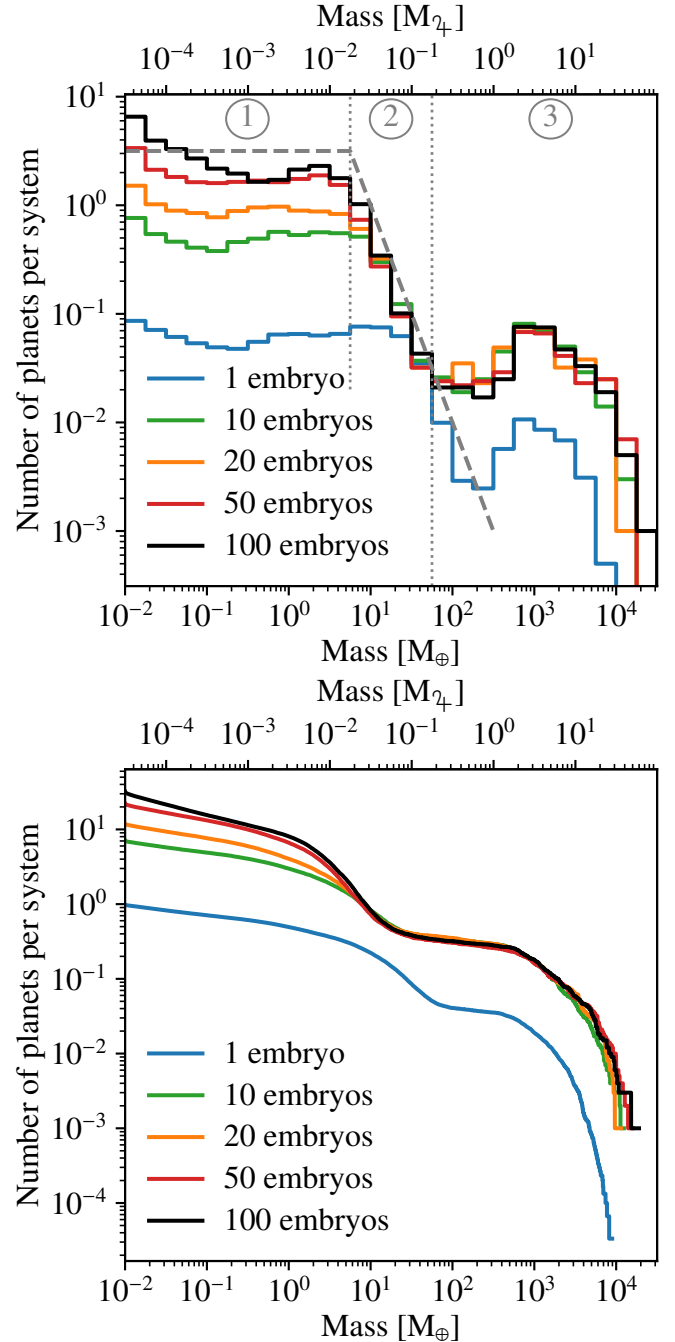 Mass [M♃]
10⁻⁴ 10⁻³ 10⁻² 10⁻¹ 10⁰ 10¹
① ② ③
10¹
10⁰
10⁻¹
10⁻²
10⁻³
Number of planets per system
1 embryo
10 embryos
20 embryos
50 embryos
100 embryos
10⁻² 10⁻¹ 10⁰ 10¹ 10² 10³ 10⁴
Mass [M⊕]
Mass [M♃]
10⁻⁴ 10⁻³ 10⁻² 10⁻¹ 10⁰ 10¹
10¹
10⁰
10⁻¹
10⁻²
10⁻³
10⁻⁴
Number of planets per system
1 embryo
10 embryos
20 embryos
50 embryos
100 embryos
10⁻² 10⁻¹ 10⁰ 10¹ 10² 10³ 10⁴
Mass [M⊕]